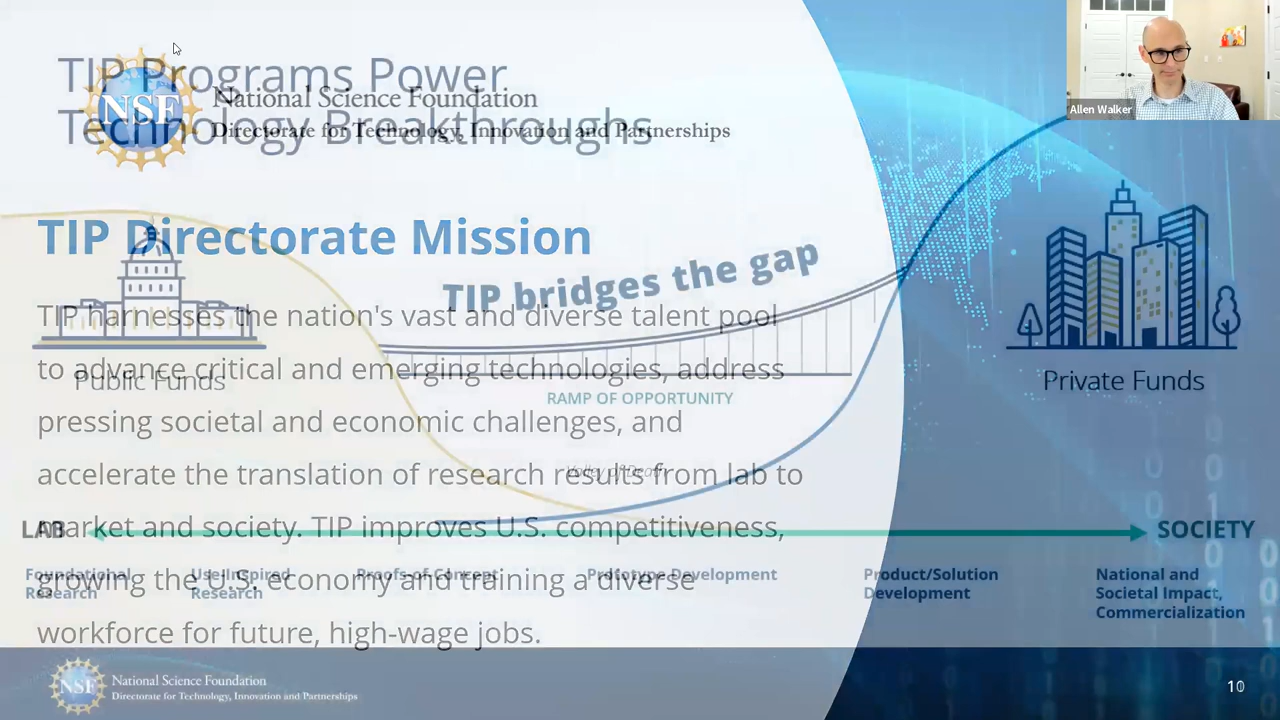 TIP Programs Power
Technology Breakthroughs
NSF
National Science Foundation
Directorate for Technology, Innovation and Partnerships
Allen Walker
TIP Directorate Mission
TIP bridges the gap
TIP harnesses the nation's vast and diverse talent pool
to advance critical and emerging technologies, address
pressing societal and economic challenges, and
accelerate the translation of research results from lab to
market and society. TIP improves U.S. competitiveness,
growing the U.S. economy and training a diverse
workforce for future, high-wage jobs.
Public Funds
Private Funds
RAMP OF OPPORTUNITY
Valley of Death
LAB
SOCIETY
Foundational
Research
Use-Inspired
Research
Proofs of Concept
Prototype Development
Product/Solution
Development
National and
Societal Impact,
Commercialization
NSF
National Science Foundation
Directorate for Technology, Innovation and Partnerships